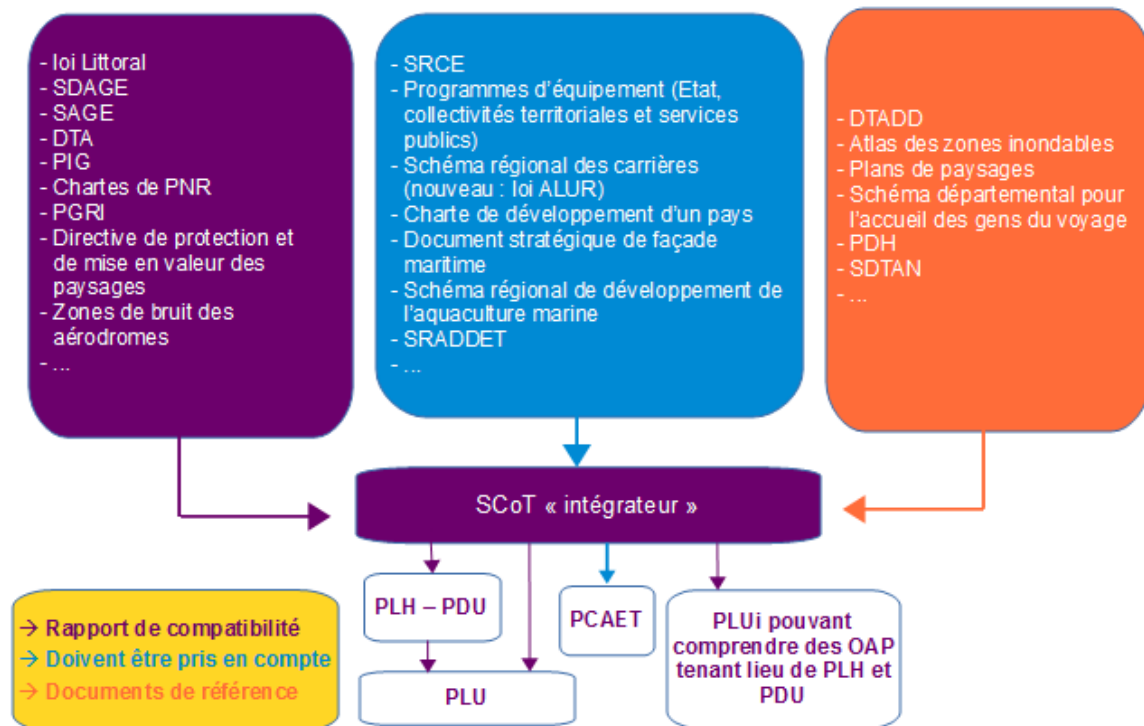 - loi Littoral
- SDAGE
- SAGE
- DTA
- PIG
- Chartes de PNR
- PGRI
- Directive de protection et
de mise en valeur des
paysages
- Zones de bruit des
aérodromes
- ...
- SRCE
- Programmes d'équipement (Etat,
collectivités territoriales et services
publics)
- Schéma régional des carrières
(nouveau : loi ALUR)
- Charte de développement d'un pays
- Document stratégique de façade
maritime
- Schéma régional de développement de
l'aquaculture marine
- SRADDET
- ...
- DTADD
- Atlas des zones inondables
- Plans de paysages
- Schéma départemental pour
l'accueil des gens du voyage
- PDH
- SDTAN
- ...
SCoT « intégrateur »
PLH – PDU
PLU
PCAET
PLUi pouvant
comprendre des OAP
tenant lieu de PLH et
PDU
→ Rapport de compatibilité
→ Doivent être pris en compte
→ Documents de référence